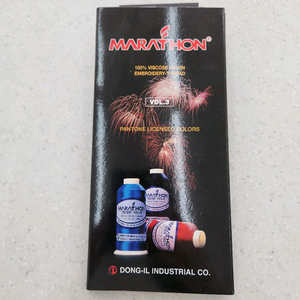 MARATHON®
100% VISCOSE RAYON
EMBROIDERY THREAD
VOL.3
PANTONE LICENSED COLORS
MARATHON
MARATHON
DONG-IL INDUSTRIAL CO.